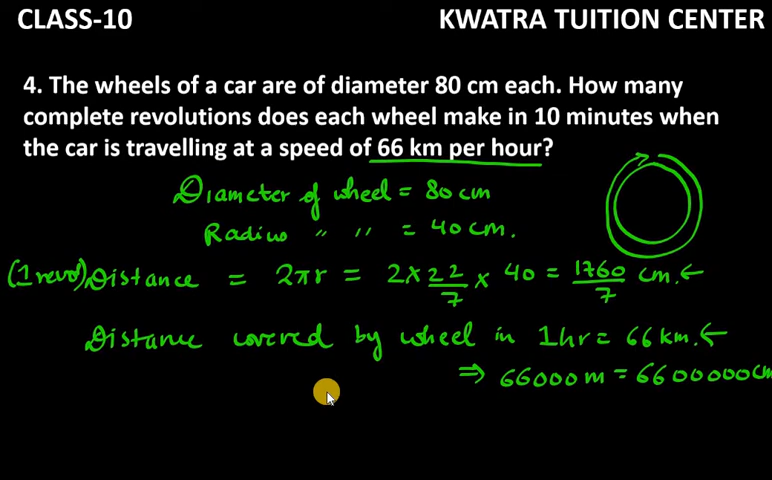 CLASS-10 KWATRA TUITION CENTER
4. The wheels of a car are of diameter 80 cm each. How many
complete revolutions does each wheel make in 10 minutes when
the car is travelling at a speed of 66 km per hour?
Diameter of wheel = 80 cm
Radius " " = 40 cm.
(1 revol) Distance = 2πr = 2 × 22/7 × 40 = 1760/7 cm. ←
Distance covered by wheel in 1hr = 66 km. ←
⇒ 66000 m = 6600000 cm